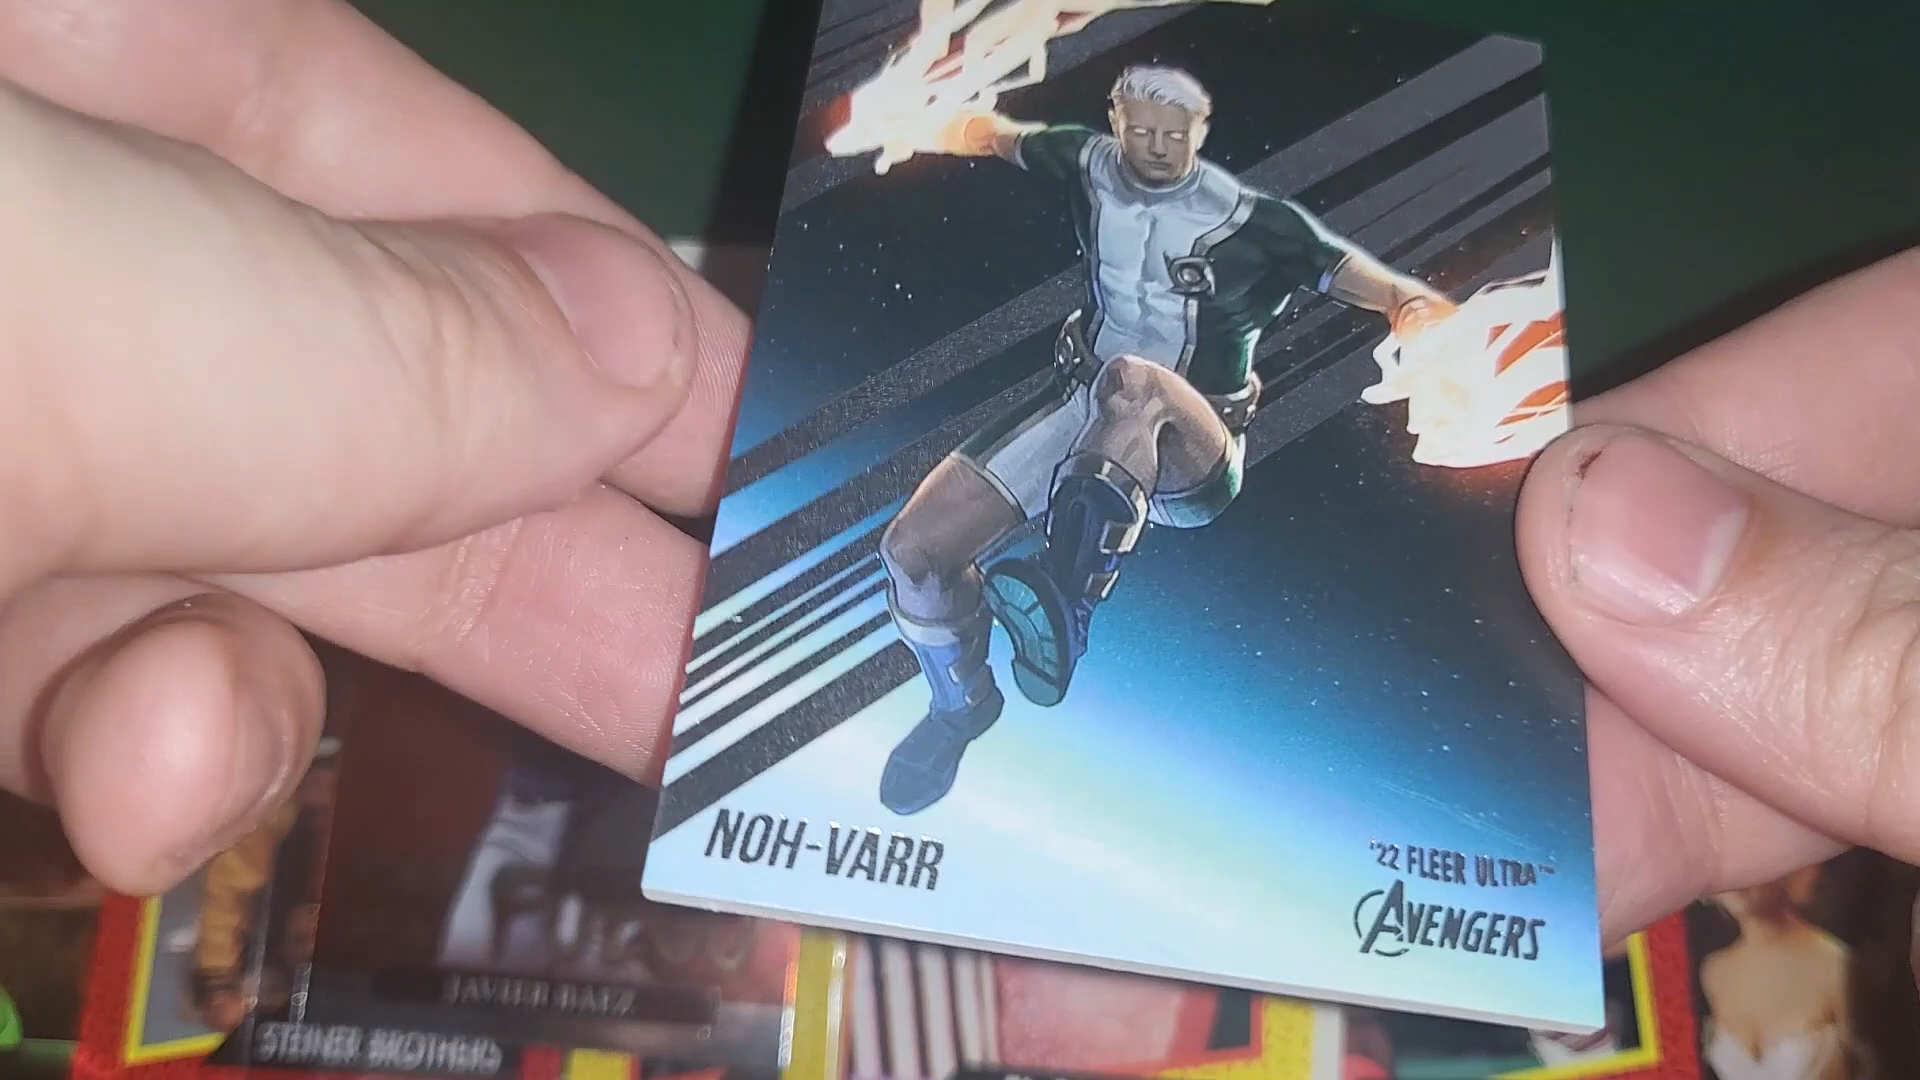 NOH-VARR
'22 FLEER ULTRA™
AVENGERS
JAVIER BAEZ
STEINER BROTHERS